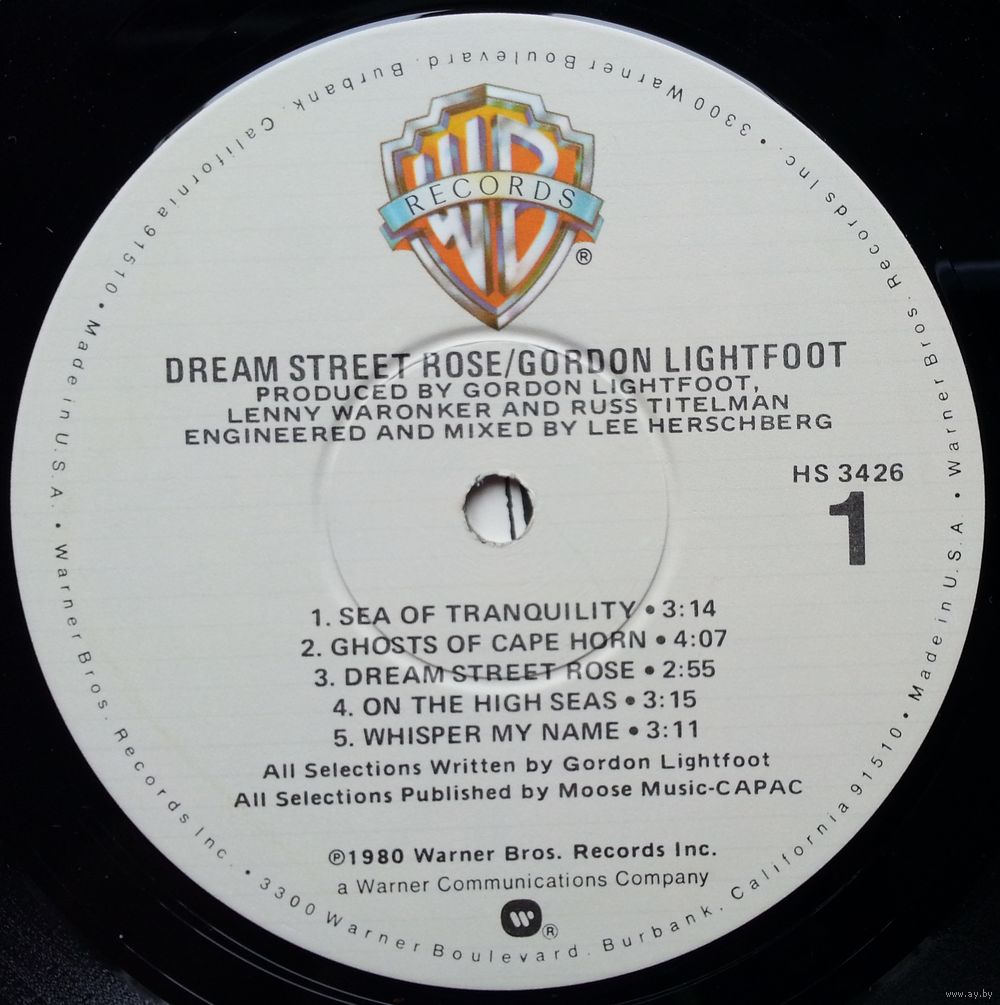 WB
RECORDS
®
DREAM STREET ROSE/GORDON LIGHTFOOT
PRODUCED BY GORDON LIGHTFOOT,
LENNY WARONKER AND RUSS TITELMAN
ENGINEERED AND MIXED BY LEE HERSCHBERG
HS 3426
1
1. SEA OF TRANQUILITY • 3:14
2. GHOSTS OF CAPE HORN • 4:07
3. DREAM STREET ROSE • 2:55
4. ON THE HIGH SEAS • 3:15
5. WHISPER MY NAME • 3:11
All Selections Written by Gordon Lightfoot
All Selections Published by Moose Music-CAPAC
℗1980 Warner Bros. Records Inc.
a Warner Communications Company
®
Warner Bros. Records Inc. • 3300 Warner Boulevard. Burbank. California 91510 • Made in U.S.A. • Warner Bros. Records Inc. • 3300 Warner Boulevard. Burbank. California 91510 • Made in U.S.A •
www.ay.by